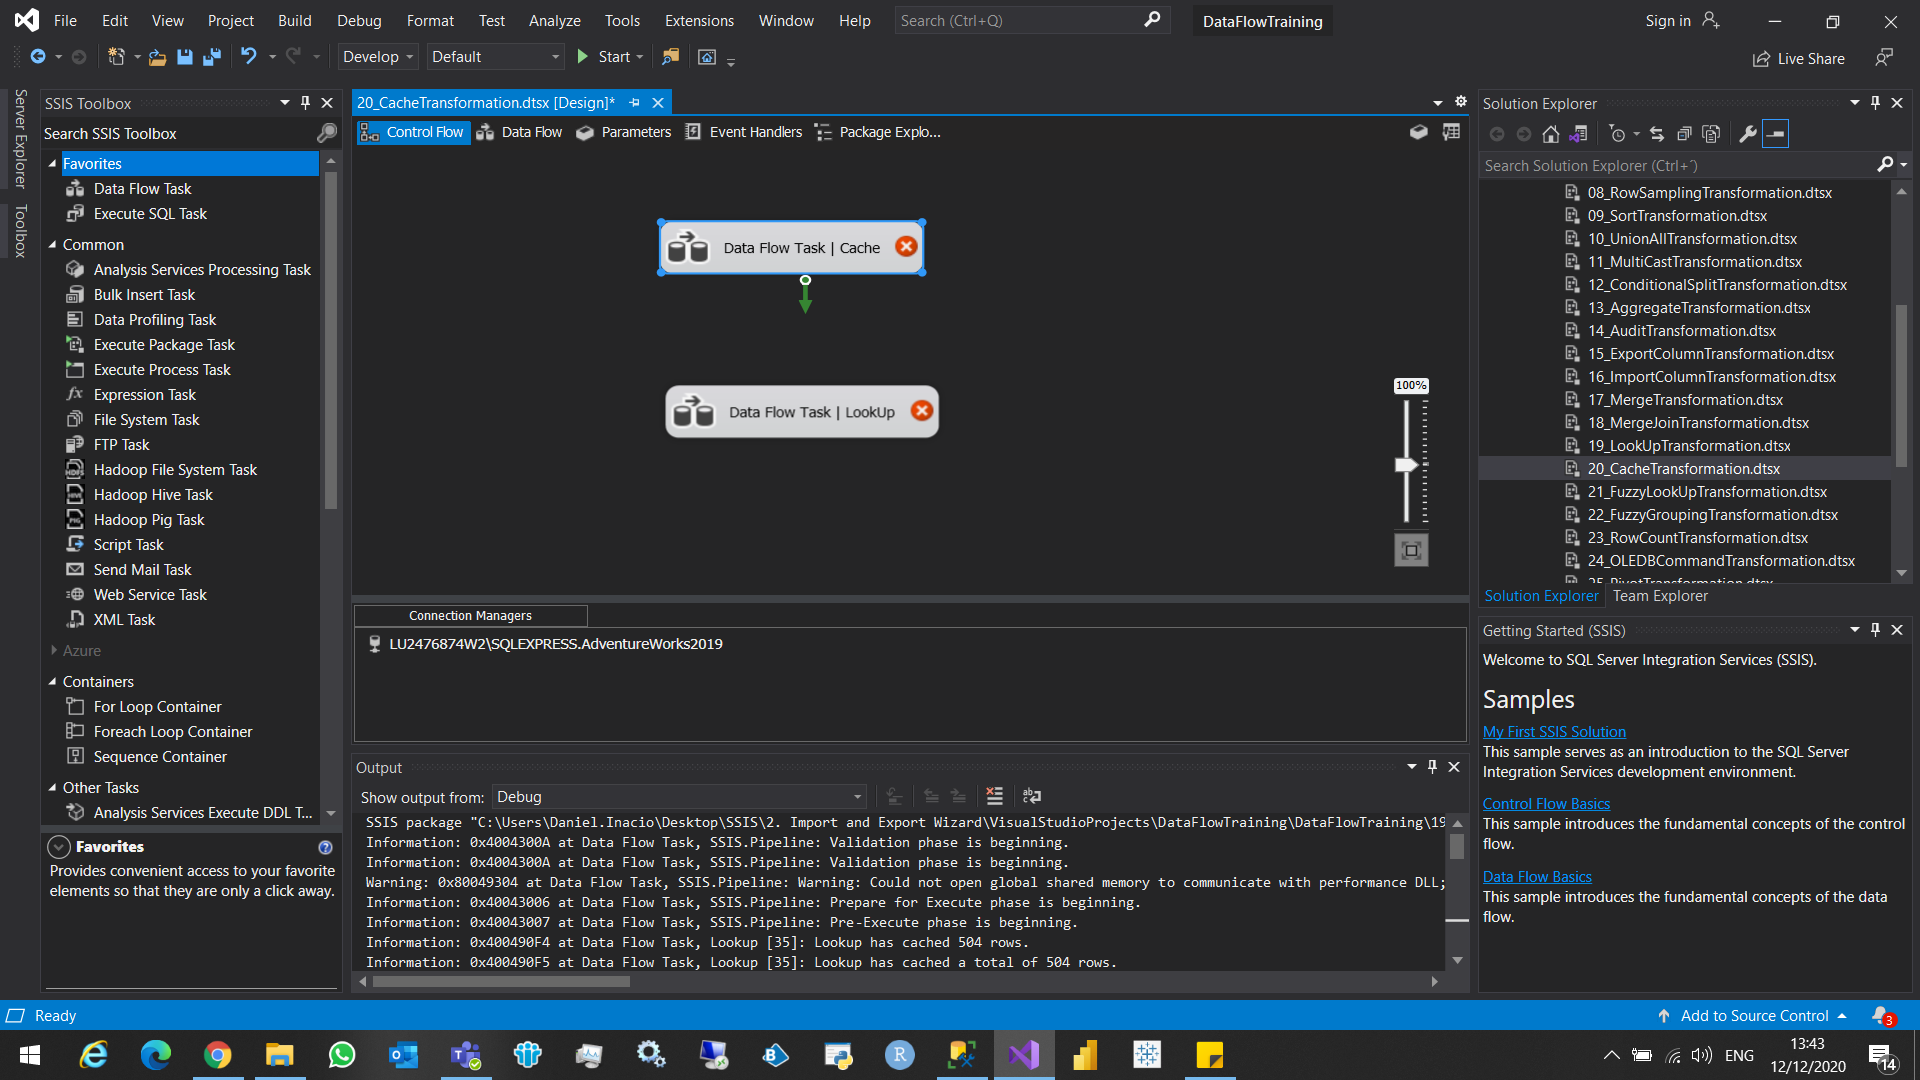 File Edit View Project Build Debug Format Test Analyze Tools Extensions Window Help Search (Ctrl+Q) DataFlowTraining Sign in
Develop Default Start Live Share
Server Explorer
Toolbox
SSIS Toolbox
Search SSIS Toolbox
Favorites
Data Flow Task
Execute SQL Task
Common
Analysis Services Processing Task
Bulk Insert Task
Data Profiling Task
Execute Package Task
Execute Process Task
Expression Task
File System Task
FTP Task
Hadoop File System Task
Hadoop Hive Task
Hadoop Pig Task
Script Task
Send Mail Task
Web Service Task
XML Task
Azure
Containers
For Loop Container
Foreach Loop Container
Sequence Container
Other Tasks
Analysis Services Execute DDL T...
Favorites
Provides convenient access to your favorite
elements so that they are only a click away.
20_CacheTransformation.dtsx [Design]*
Control Flow Data Flow Parameters Event Handlers Package Explo...
Data Flow Task | Cache
Data Flow Task | LookUp
100%
Connection Managers
LU2476874W2\SQLEXPRESS.AdventureWorks2019
Output
Show output from: Debug
SSIS package "C:\Users\Daniel.Inacio\Desktop\SSIS\2. Import and Export Wizard\VisualStudioProjects\DataFlowTraining\DataFlowTraining\19
Information: 0x4004300A at Data Flow Task, SSIS.Pipeline: Validation phase is beginning.
Information: 0x4004300A at Data Flow Task, SSIS.Pipeline: Validation phase is beginning.
Warning: 0x80049304 at Data Flow Task, SSIS.Pipeline: Warning: Could not open global shared memory to communicate with performance DLL;
Information: 0x40043006 at Data Flow Task, SSIS.Pipeline: Prepare for Execute phase is beginning.
Information: 0x40043007 at Data Flow Task, SSIS.Pipeline: Pre-Execute phase is beginning.
Information: 0x400490F4 at Data Flow Task, Lookup [35]: Lookup has cached 504 rows.
Information: 0x400490F5 at Data Flow Task, Lookup [35]: Lookup has cached a total of 504 rows.
Solution Explorer
Search Solution Explorer (Ctrl+¨)
08_RowSamplingTransformation.dtsx
09_SortTransformation.dtsx
10_UnionAllTransformation.dtsx
11_MultiCastTransformation.dtsx
12_ConditionalSplitTransformation.dtsx
13_AggregateTransformation.dtsx
14_AuditTransformation.dtsx
15_ExportColumnTransformation.dtsx
16_ImportColumnTransformation.dtsx
17_MergeTransformation.dtsx
18_MergeJoinTransformation.dtsx
19_LookUpTransformation.dtsx
20_CacheTransformation.dtsx
21_FuzzyLookUpTransformation.dtsx
22_FuzzyGroupingTransformation.dtsx
23_RowCountTransformation.dtsx
24_OLEDBCommandTransformation.dtsx
25_PivotTransformation.dtsx
Solution Explorer Team Explorer
Getting Started (SSIS)
Welcome to SQL Server Integration Services (SSIS).
Samples
My First SSIS Solution
This sample serves as an introduction to the SQL Server
Integration Services development environment.
Control Flow Basics
This sample introduces the fundamental concepts of the control
flow.
Data Flow Basics
This sample introduces the fundamental concepts of the data
flow.
Ready Add to Source Control 3
ENG 13:43
12/12/2020 14